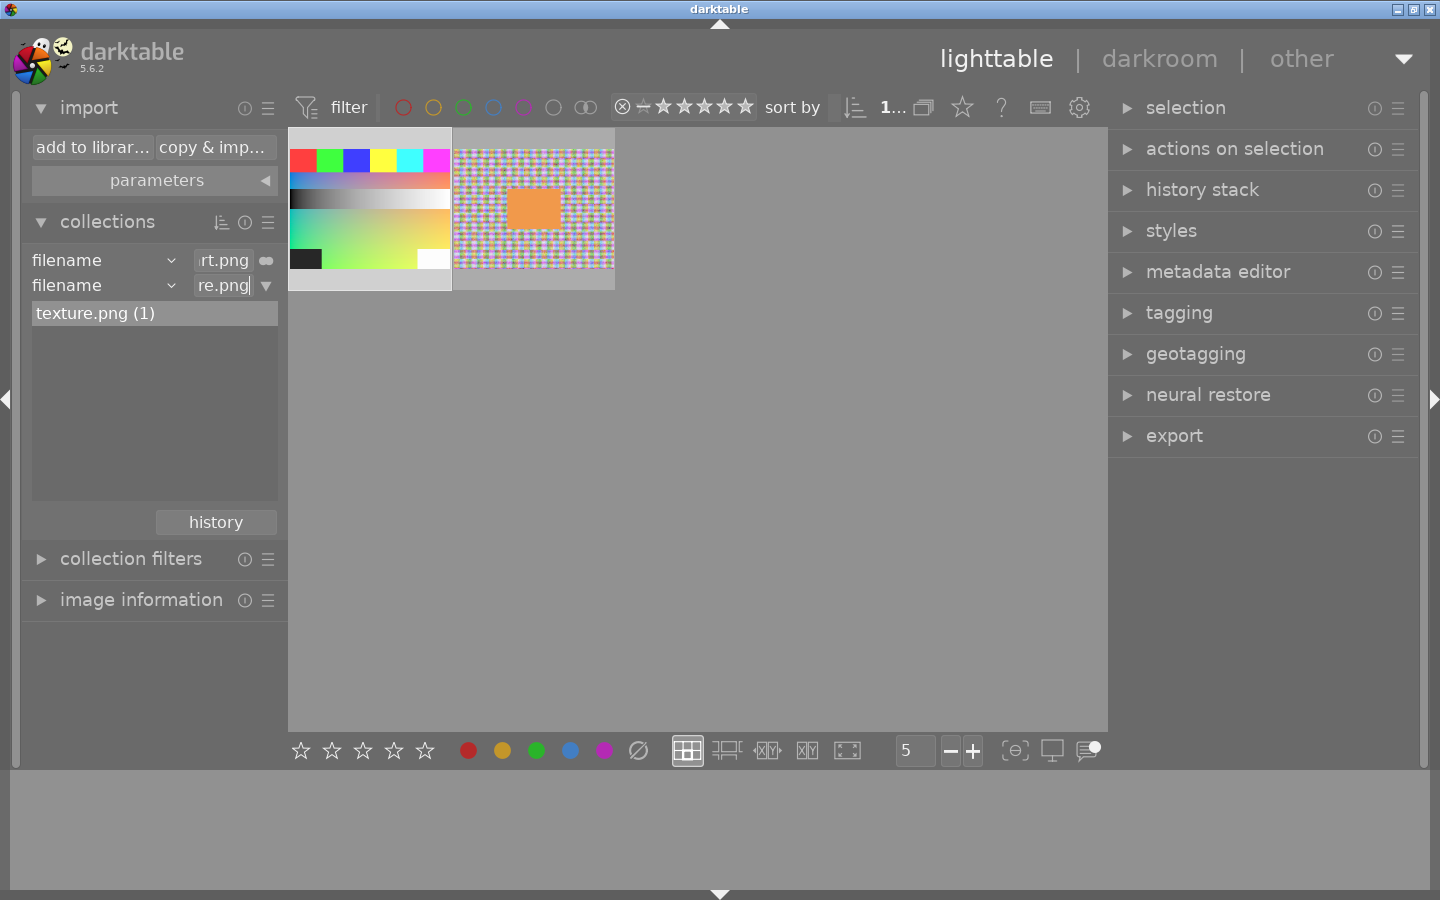 darktable
darktable
5.6.2
lighttable | darkroom | other
import
filter
sort by
1...
add to librar...
copy & imp...
parameters
collections
filename
rt.png
filename
re.png
texture.png (1)
history
collection filters
image information
selection
actions on selection
history stack
styles
metadata editor
tagging
geotagging
neural restore
export
5